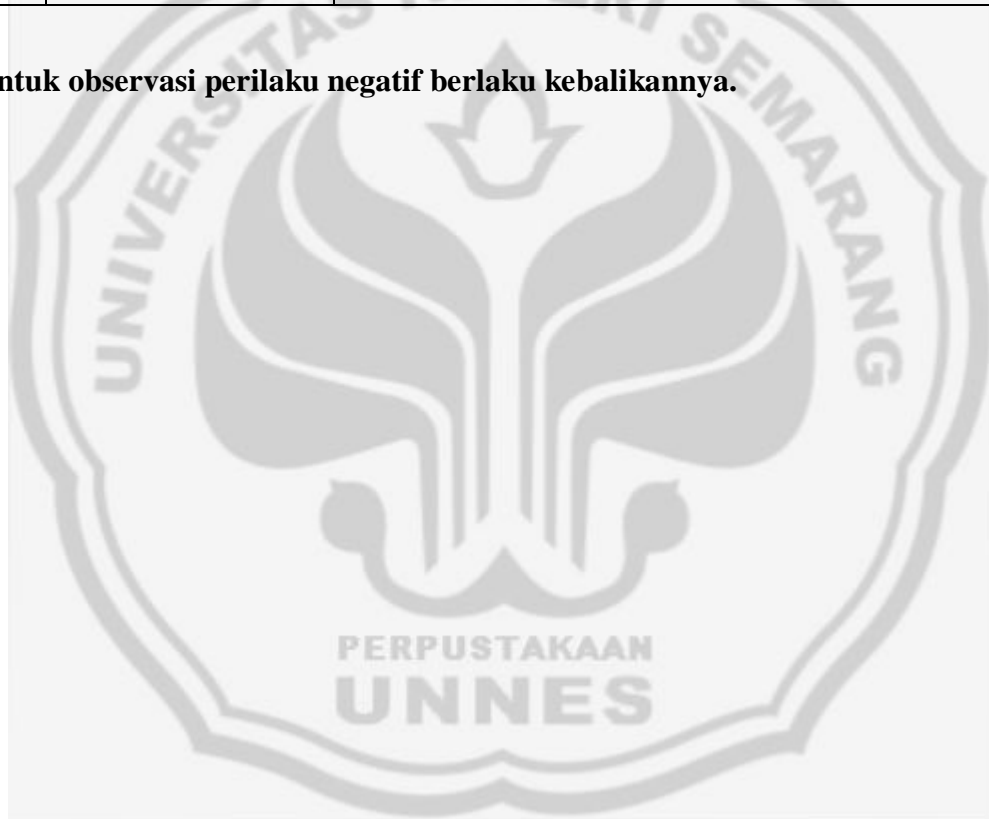 UNIVERSITAS NEGERI SEMARANG
ntuk observasi perilaku negatif berlaku kebalikannya.
PERPUSTAKAAN
UNNES